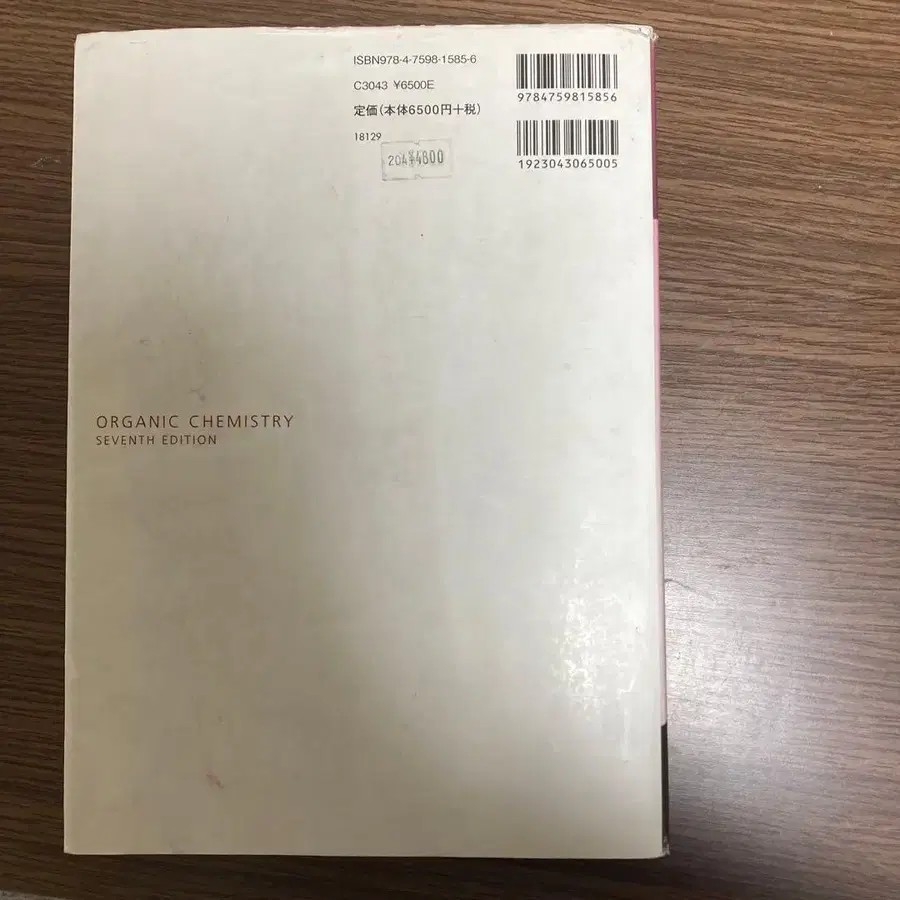 ISBN978-4-7598-1585-6
C3043 ¥6500E
定価(本体6500円+税)
18129
204¥4800
9784759815856
1923043065005
ORGANIC CHEMISTRY
SEVENTH EDITION